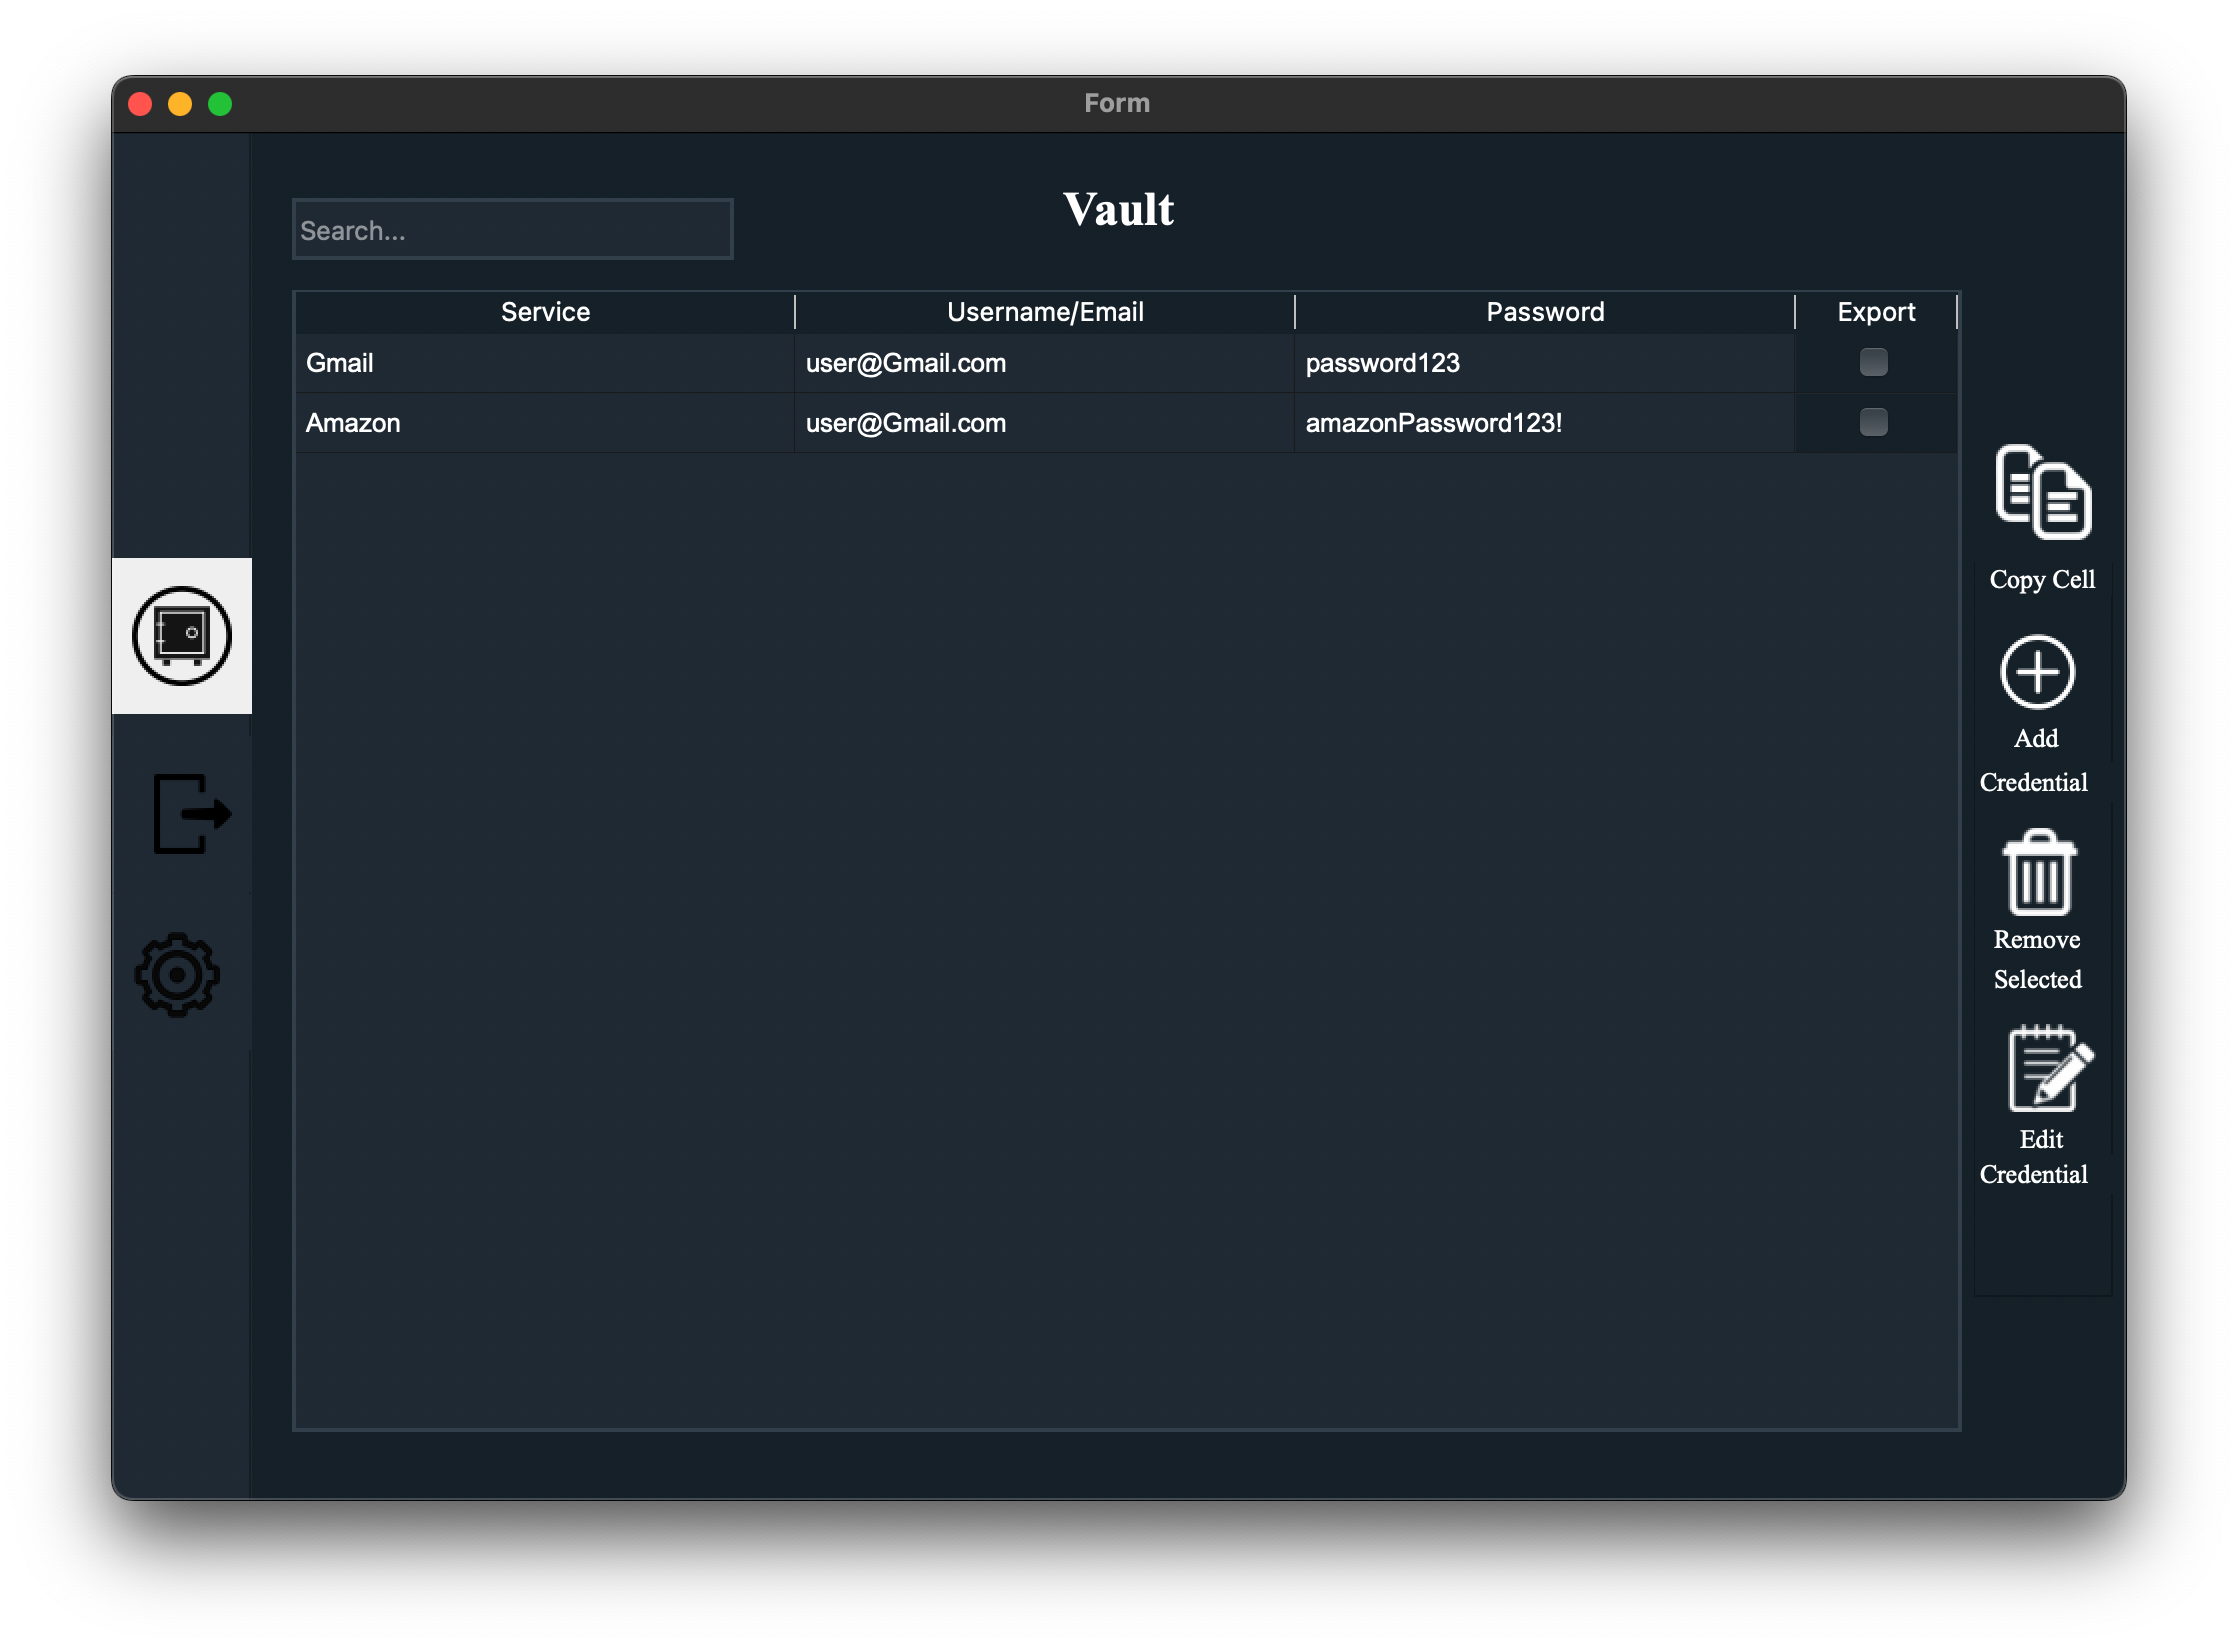 Form
Vault
Search...
Service Username/Email Password Export
Gmail user@Gmail.com password123
Amazon user@Gmail.com amazonPassword123!
Copy Cell
Add
Credential
Remove
Selected
Edit
Credential